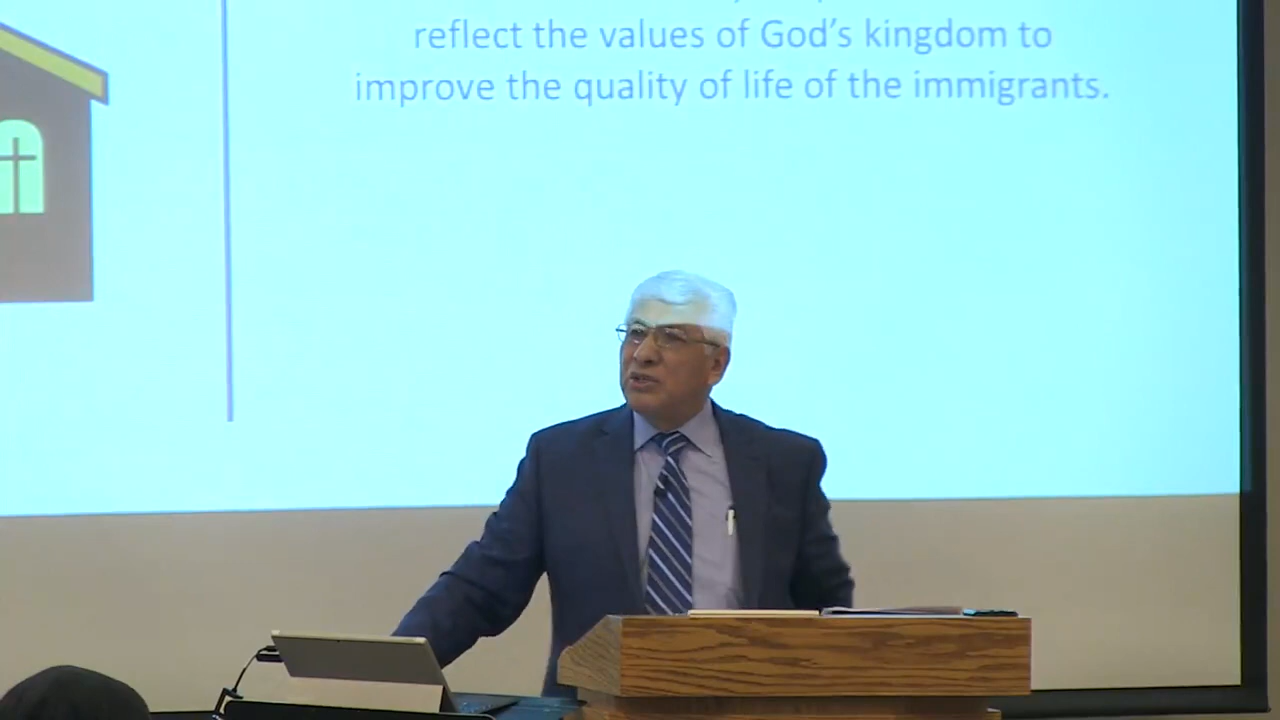 reflect the values of God's kingdom to
improve the quality of life of the immigrants.